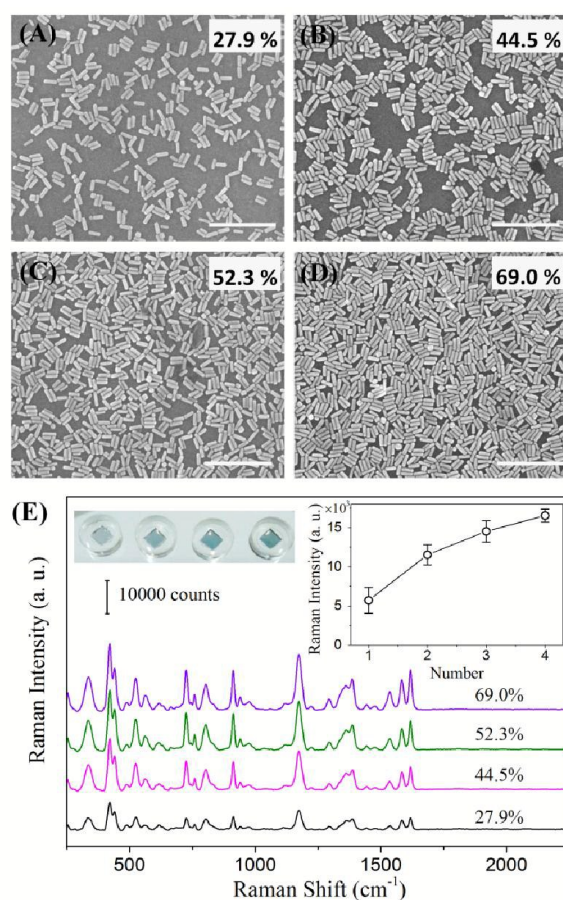 (A)
27.9 %
(B)
44.5 %
(C)
52.3 %
(D)
69.0 %
(E)
10000 counts
Raman Intensity (a. u.)
69.0%
52.3%
44.5%
27.9%
500
1000
1500
2000
Raman Shift (cm⁻¹)
×10³
15
10
5
0
1
2
3
4
Raman Intensity (a. u.)
Number